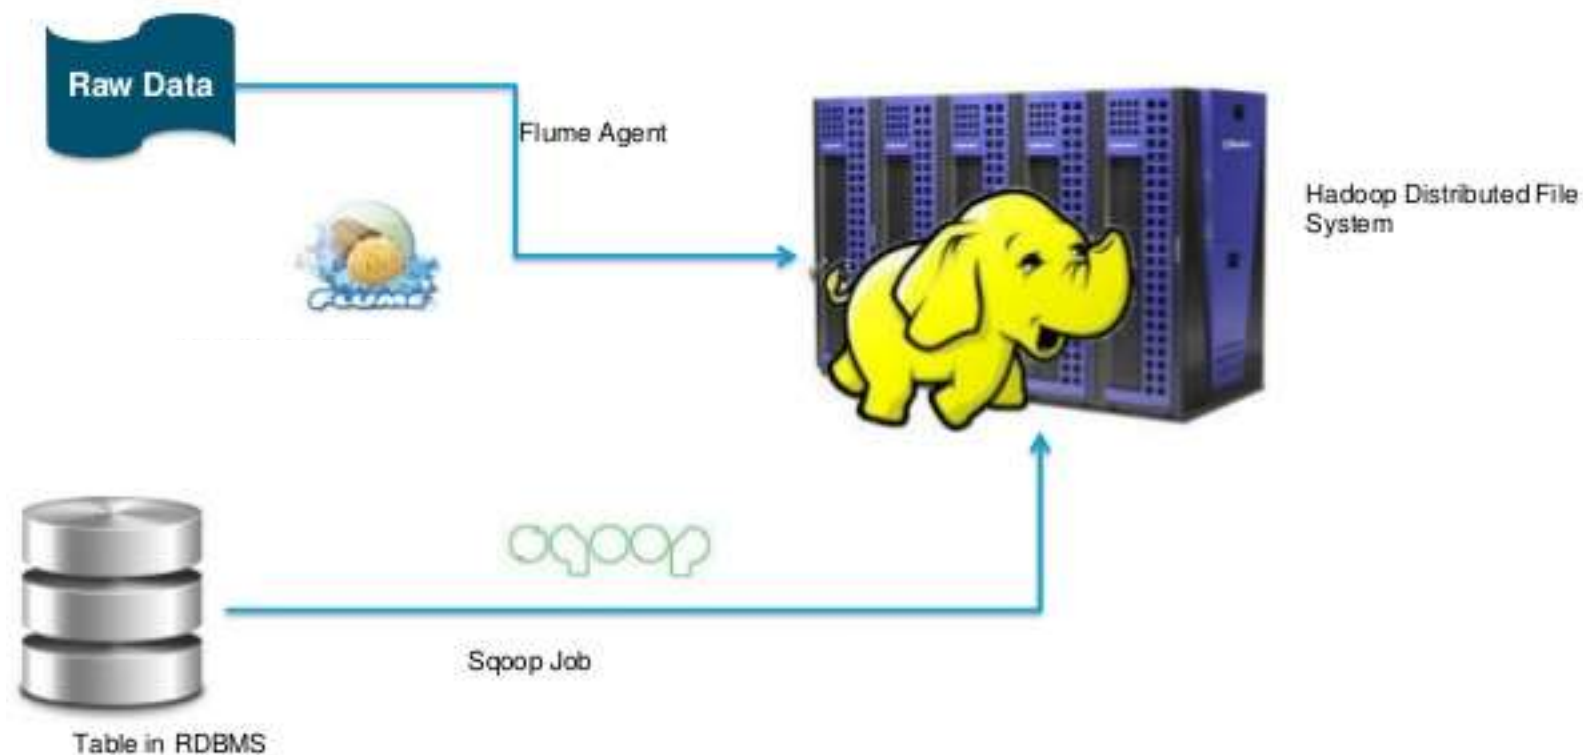 Raw Data
Flume Agent
FLUME
Hadoop Distributed File
System
sqoop
Sqoop Job
Table in RDBMS